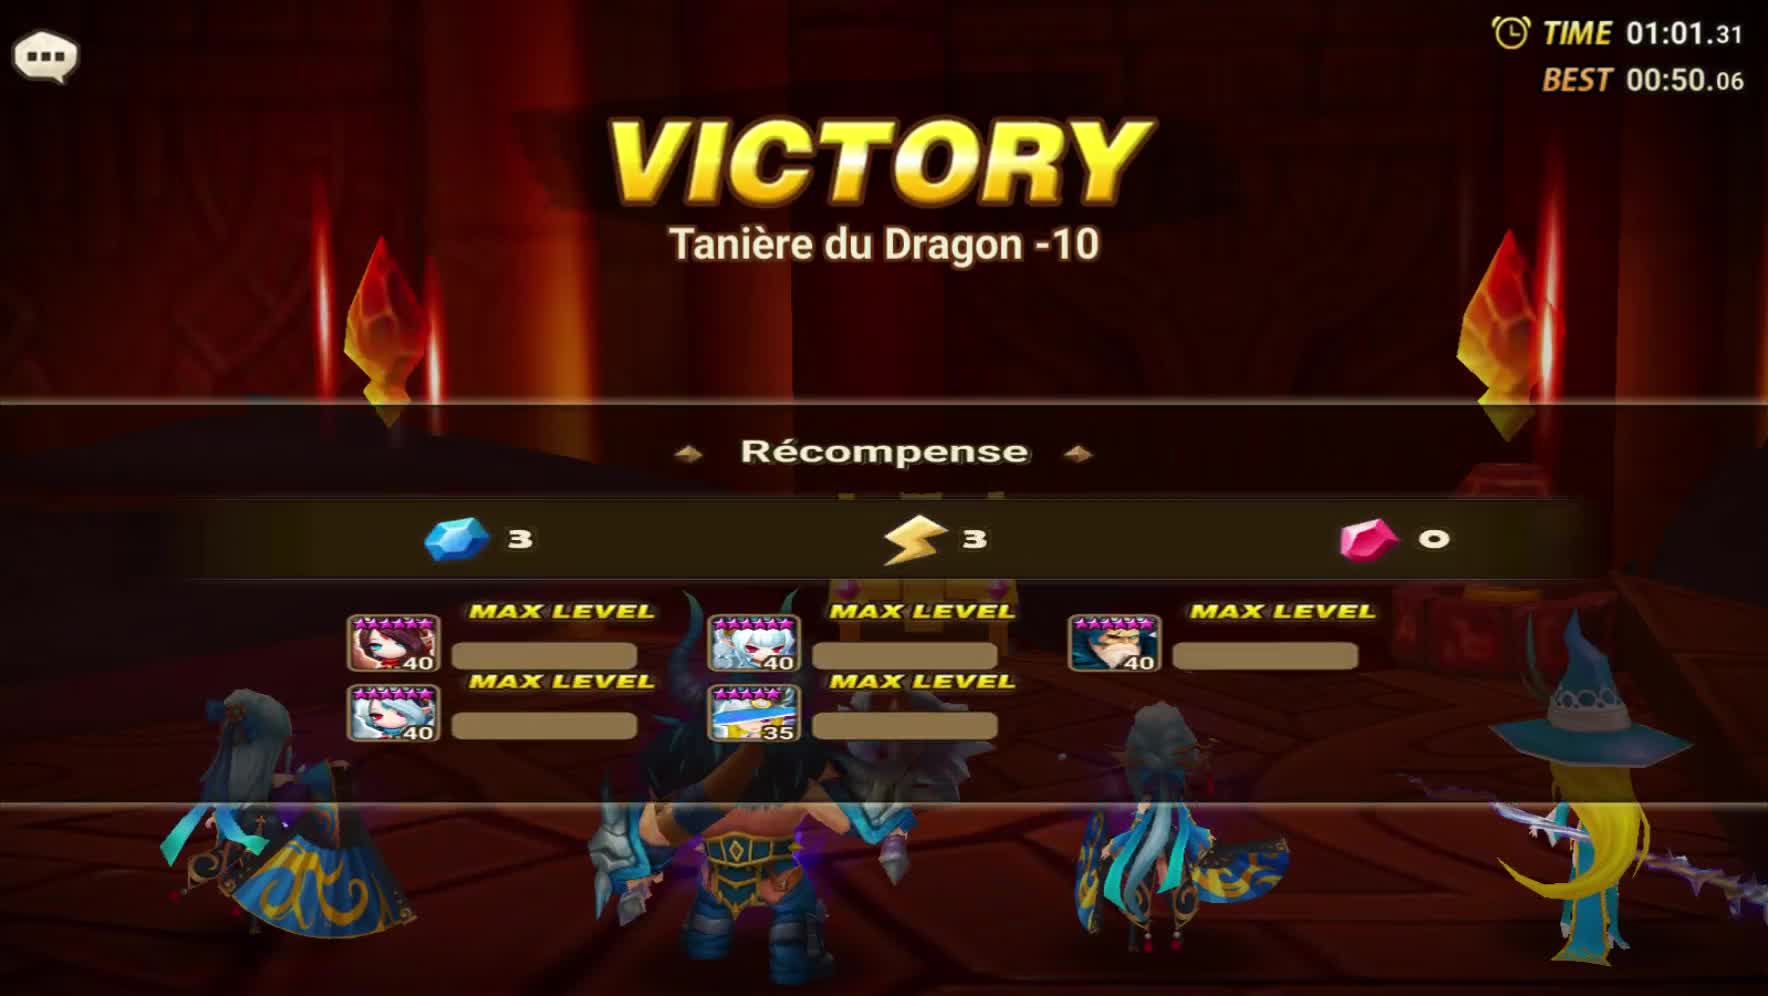 TIME 01:01.31
BEST 00:50.06
VICTORY
Tanière du Dragon -10
Récompense
3 3 0
MAX LEVEL MAX LEVEL MAX LEVEL
40 40 40
MAX LEVEL MAX LEVEL
40 35